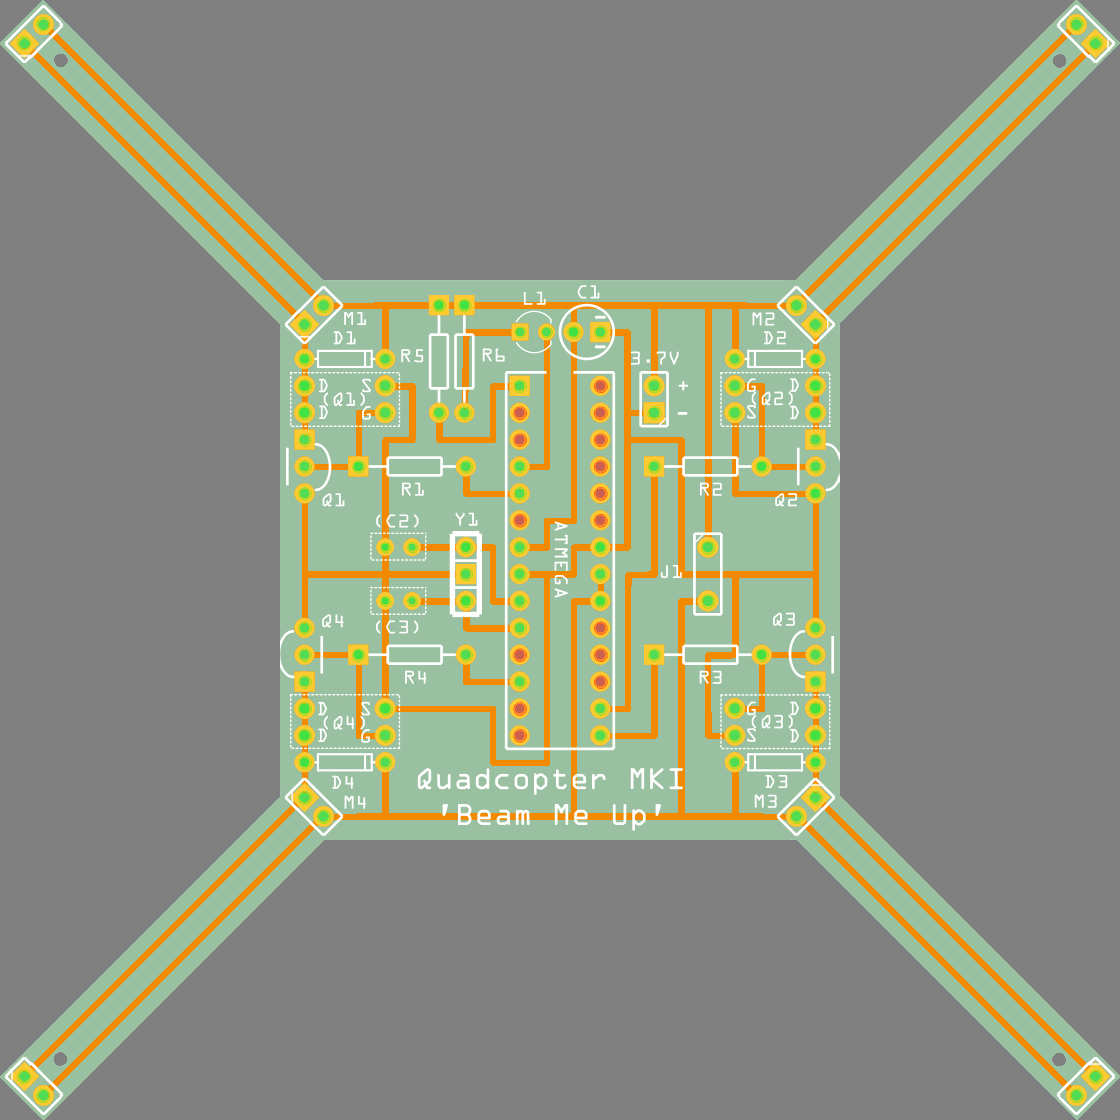 L1 C1
M1 M2
D1 D2
R5 R6 3.7V
D S + G D
(Q1) (Q2)
D G - S D
R1 R2
Q1 Q2
(C2) Y1
ATMEGA
J1
(C3)
Q4 Q3
R4 R3
D S G D
(Q4) (Q3)
D G S D
D4 D3
M4 M3
Quadcopter MKI
'Beam Me Up'